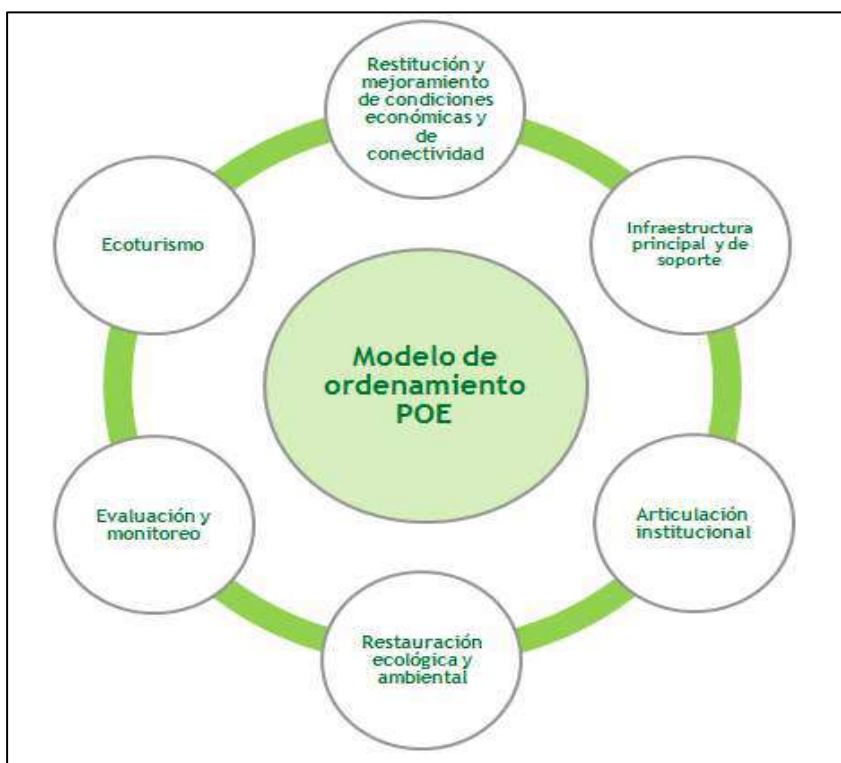 Restitución y
mejoramiento
de condiciones
económicas y
de
conectividad
Infraestructura
principal y de
soporte
Articulación
institucional
Restauración
ecológica y
ambiental
Evaluación y
monitoreo
Ecoturismo
Modelo de
ordenamiento
POE